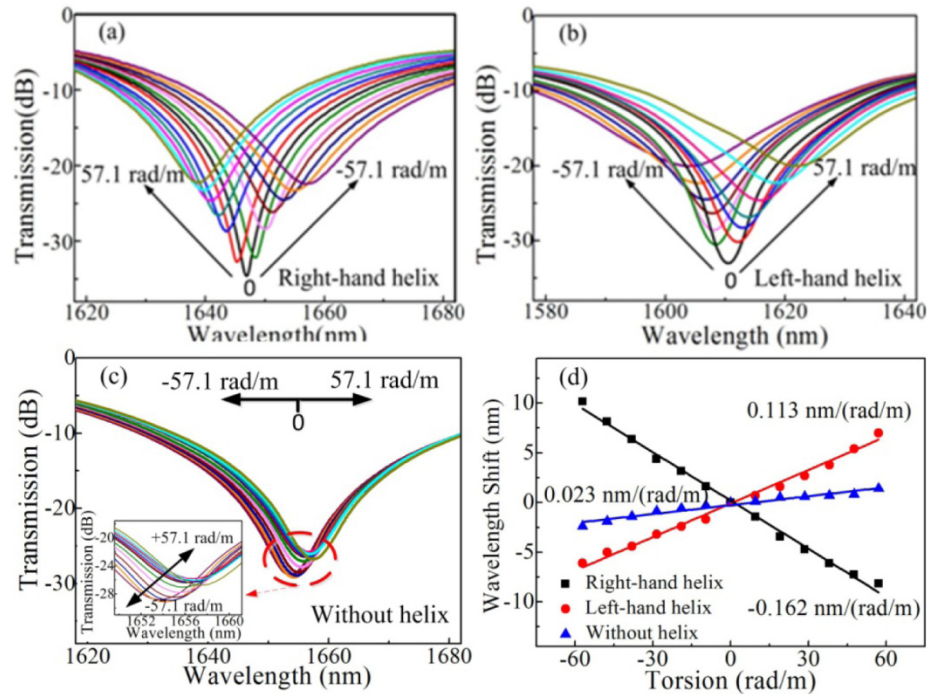 (a)
0
-10
-20
-30
Transmission(dB)
57.1 rad/m
-57.1 rad/m
0
Right-hand helix
1620
1640
1660
1680
Wavelength(nm)
(b)
0
-10
-20
-30
Transmission (dB)
-57.1 rad/m
57.1 rad/m
0
Left-hand helix
1580
1600
1620
1640
Wavelength (nm)
(c)
0
-10
-20
-30
Transmission (dB)
-57.1 rad/m
57.1 rad/m
0
Transmission (dB)
-20
-24
-28
+57.1 rad/m
-57.1 rad/m
1652
1656
1660
Wavelength (nm)
Without helix
1620
1640
1660
1680
Wavelength (nm)
(d)
10
5
0
-5
-10
Wavelength Shift (nm)
0.113 nm/(rad/m)
0.023 nm/(rad/m)
-0.162 nm/(rad/m)
Right-hand helix
Left-hand helix
Without helix
-60
-30
0
30
60
Torsion (rad/m)